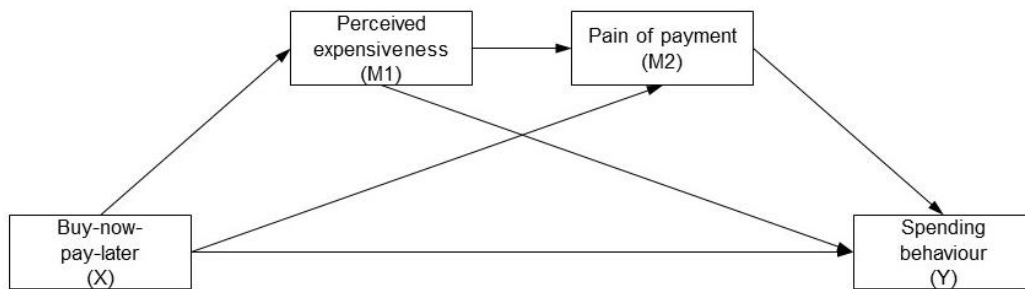 Perceived
expensiveness
(M1)
Pain of payment
(M2)
Buy-now-
pay-later
(X)
Spending
behaviour
(Y)